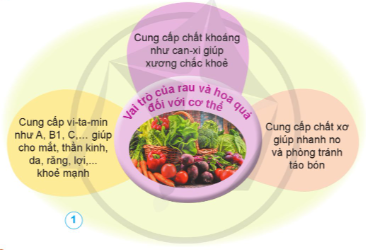 Cung cấp chất khoáng
như can-xi giúp
xương chắc khoẻ
Vai trò của rau và hoa quả
đối với cơ thể
Cung cấp vi-ta-min
như A, B1, C,... giúp
cho mắt, thần kinh,
da, răng, lợi,...
khoẻ mạnh
Cung cấp chất xơ
giúp nhanh no
và phòng tránh
táo bón
1